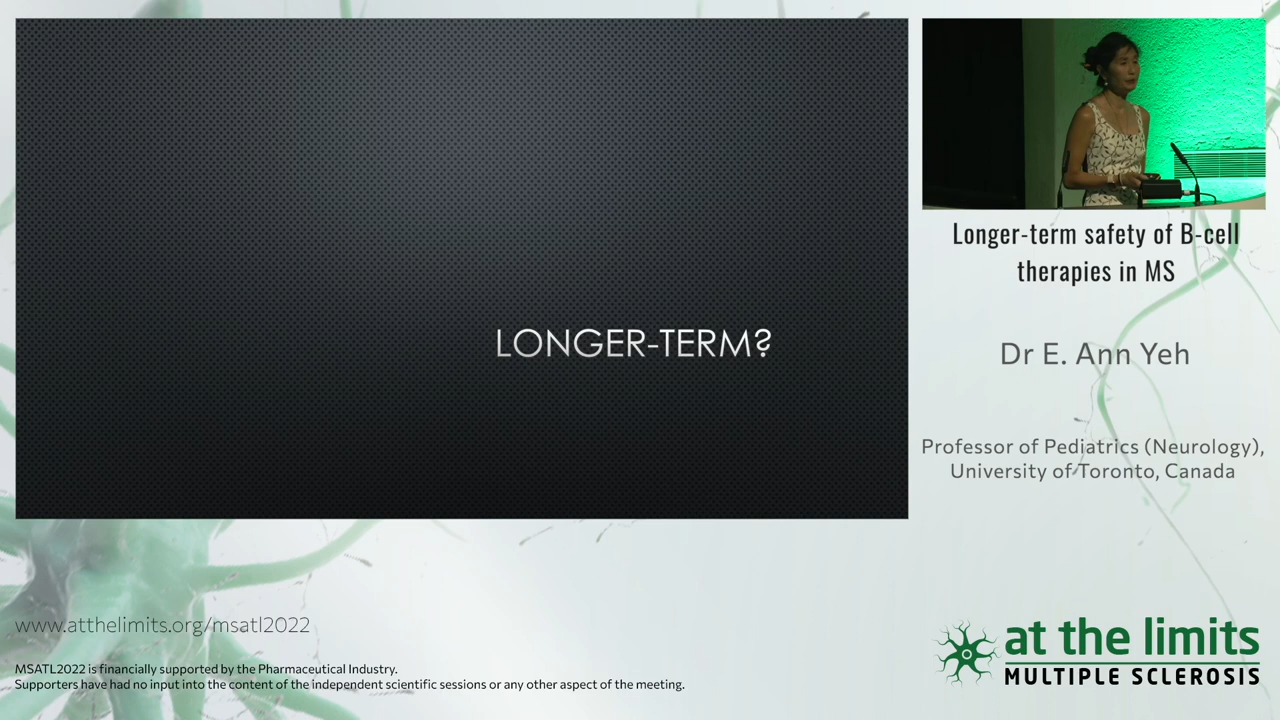 LONGER-TERM?
Longer-term safety of B-cell
therapies in MS
Dr E. Ann Yeh
Professor of Pediatrics (Neurology),
University of Toronto, Canada
www.atthelimits.org/msatl2022
MSATL2022 is financially supported by the Pharmaceutical Industry.
Supporters have had no input into the content of the independent scientific sessions or any other aspect of the meeting.
at the limits
MULTIPLE SCLEROSIS